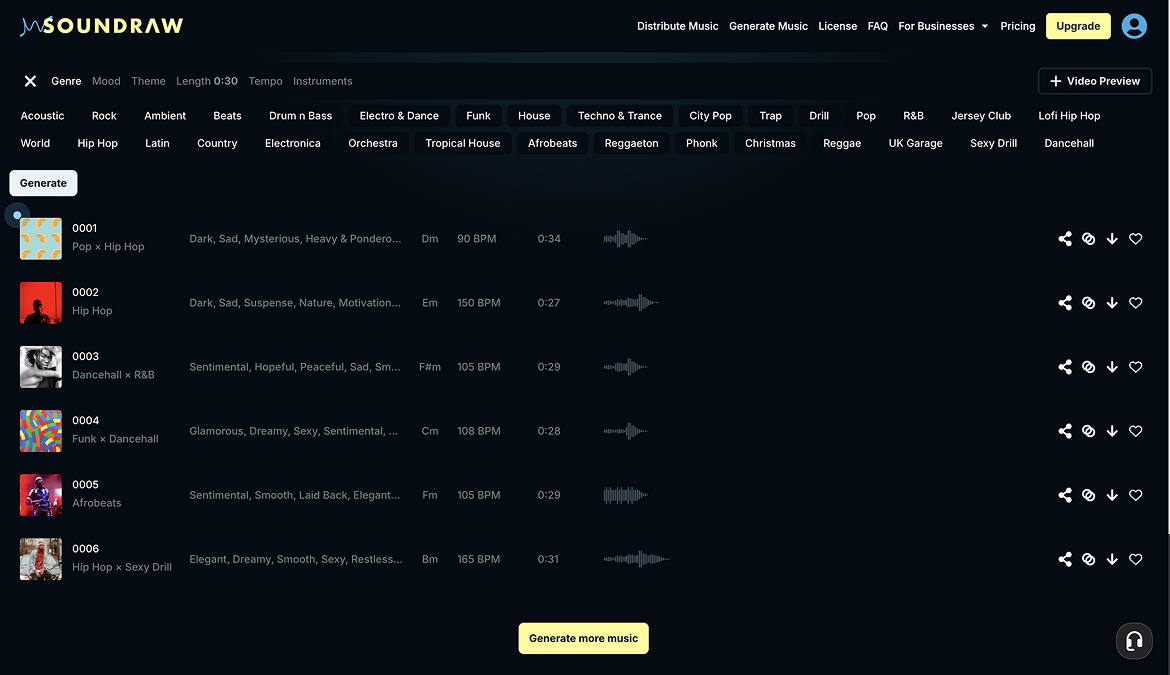 SOUNDRAW
Distribute Music Generate Music License FAQ For Businesses Pricing Upgrade
Genre Mood Theme Length 0:30 Tempo Instruments
Video Preview
Acoustic Rock Ambient Beats Drum n Bass Electro & Dance Funk House Techno & Trance City Pop Trap Drill Pop R&B Jersey Club Lofi Hip Hop
World Hip Hop Latin Country Electronica Orchestra Tropical House Afrobeats Reggaeton Phonk Christmas Reggae UK Garage Sexy Drill Dancehall
Generate
0001
Pop × Hip Hop
Dark, Sad, Mysterious, Heavy & Pondero... Dm 90 BPM 0:34
0002
Hip Hop
Dark, Sad, Suspense, Nature, Motivation... Em 150 BPM 0:27
0003
Dancehall × R&B
Sentimental, Hopeful, Peaceful, Sad, Sm... F#m 105 BPM 0:29
0004
Funk × Dancehall
Glamorous, Dreamy, Sexy, Sentimental, ... Cm 108 BPM 0:28
0005
Afrobeats
Sentimental, Smooth, Laid Back, Elegant... Fm 105 BPM 0:29
0006
Hip Hop × Sexy Drill
Elegant, Dreamy, Smooth, Sexy, Restless... Bm 165 BPM 0:31
Generate more music